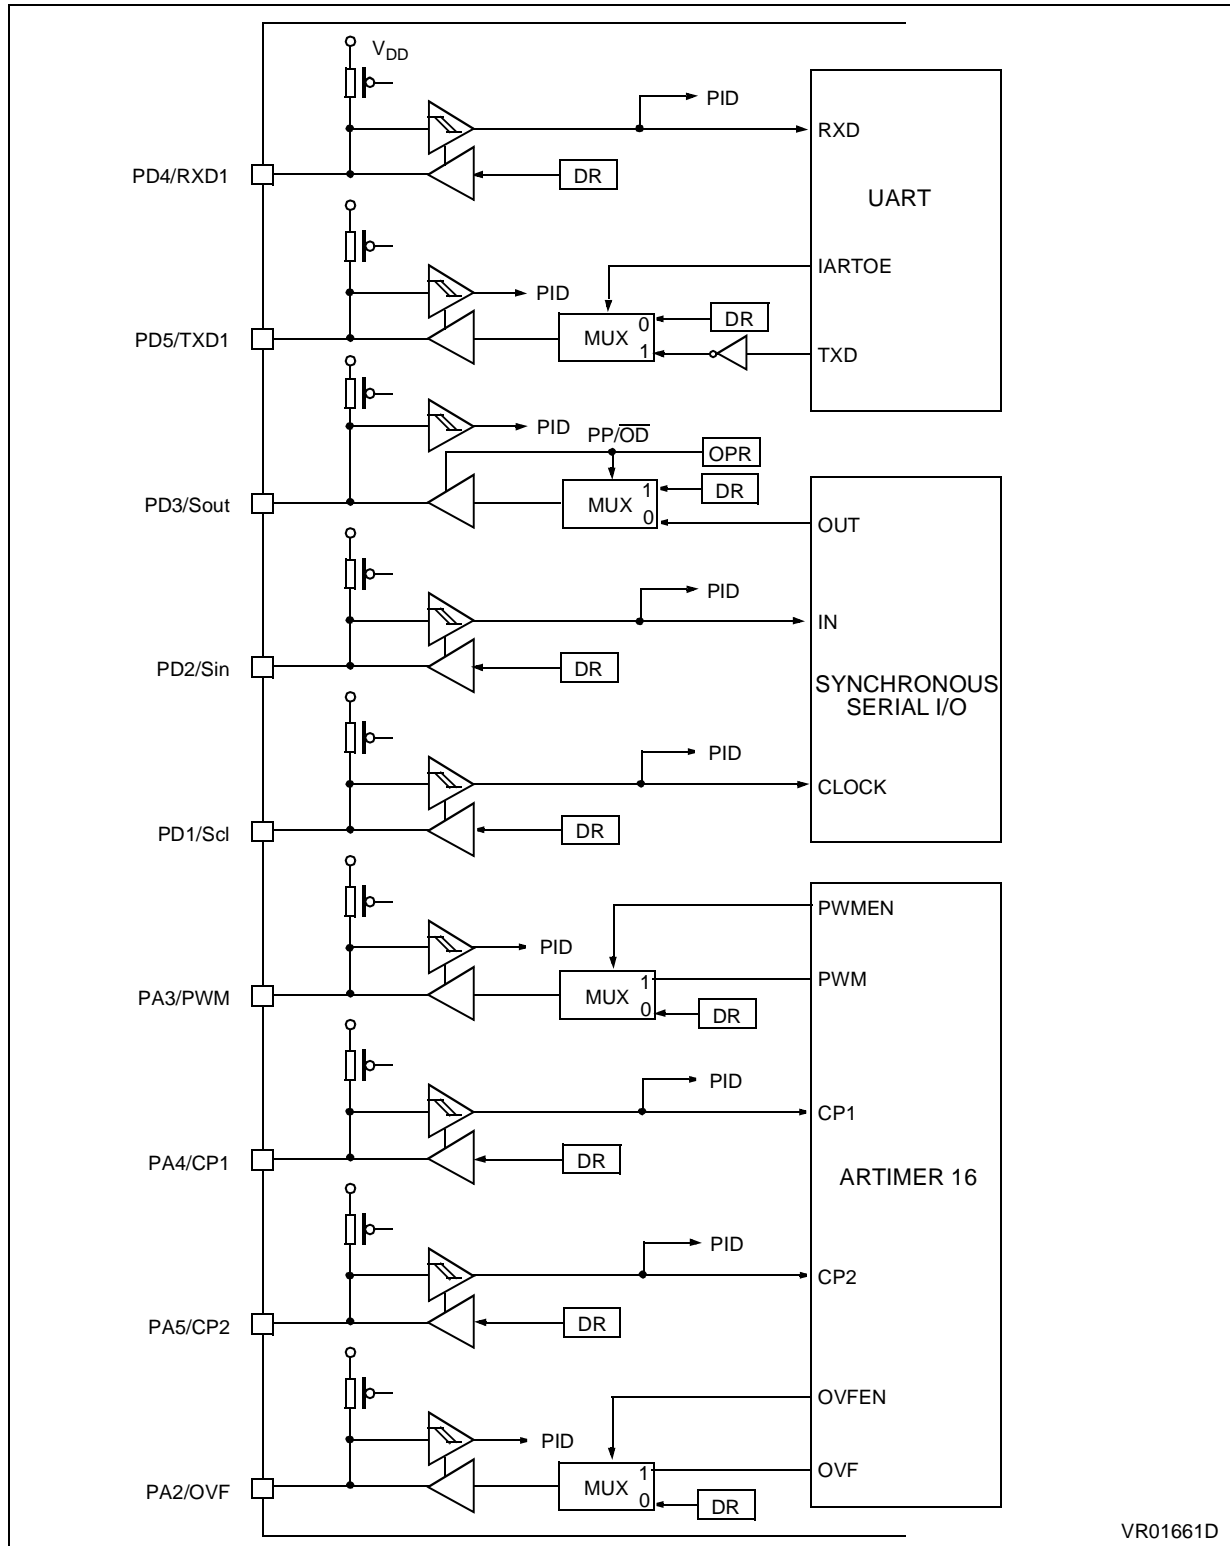 VDD
PID
RXD
PD4/RXD1
DR
UART
IARTOE
PID
DR
PD5/TXD1
MUX
0
1
TXD
PID
PP/OD
OPR
PD3/Sout
MUX
1
0
DR
OUT
PID
IN
PD2/Sin
DR
SYNCHRONOUS
SERIAL I/O
PID
CLOCK
PD1/Scl
DR
PWMEN
PID
PA3/PWM
MUX
1
0
PWM
DR
PID
CP1
PA4/CP1
DR
ARTIMER 16
PID
CP2
PA5/CP2
DR
OVFEN
PID
PA2/OVF
MUX
1
0
OVF
DR
VR01661D